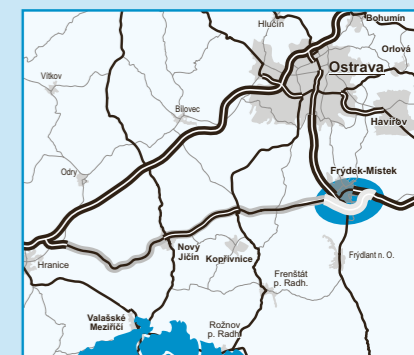 Bohumín
Hlučín
Orlová
Ostrava
Vítkov
Bílovec
Havířov
Odry
Frýdek-Místek
Nový
Jičín
Kopřivnice
Frýdlant n. O.
Hranice
Frenštát
p. Radh.
Valašské
Meziříčí
Rožnov
p. Radh.